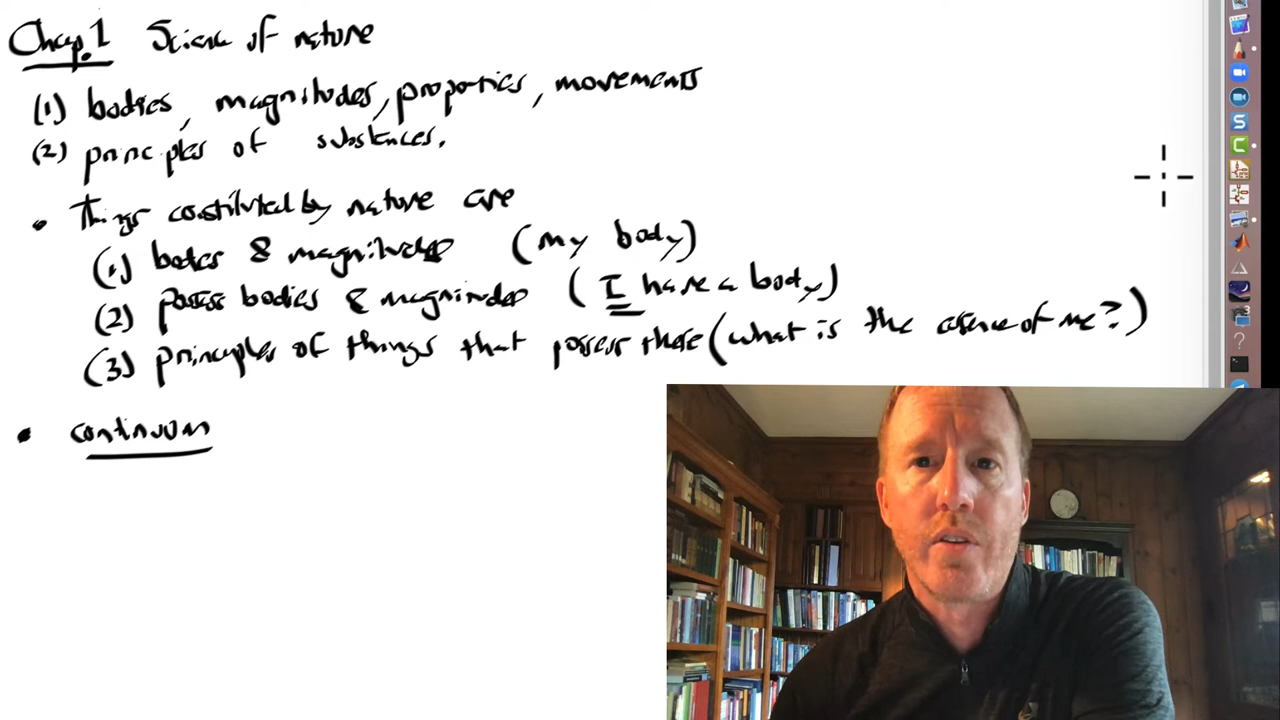 Chap. 1 Science of nature
(1) bodies, magnitudes, properties, movements
(2) principles of substances.
• Things constituted by nature are
(1) bodies & magnitudes (my body)
(2) possess bodies & magnitudes (I have a body)
(3) principles of things that possess these (what is the essence of me?)
• continuum